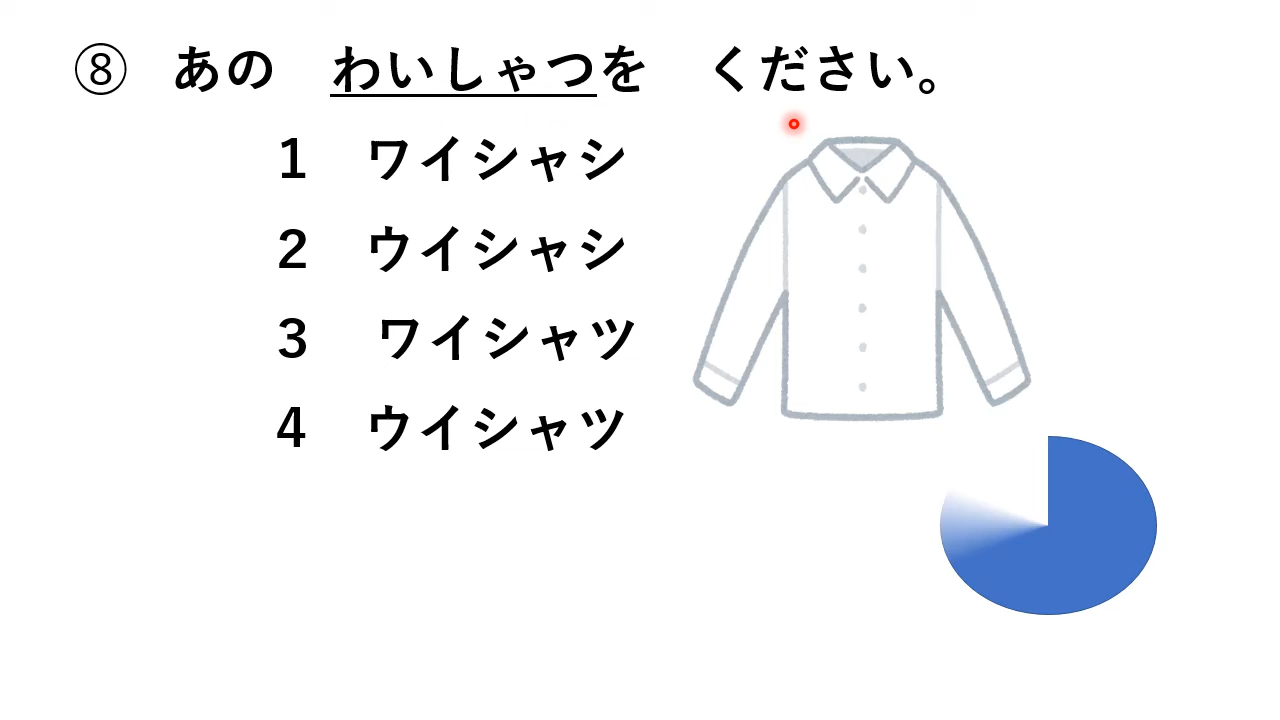 ⑧　あの　わいしゃつを　ください。
1　ワイシャシ
2　ウイシャシ
3　ワイシャツ
4　ウイシャツ